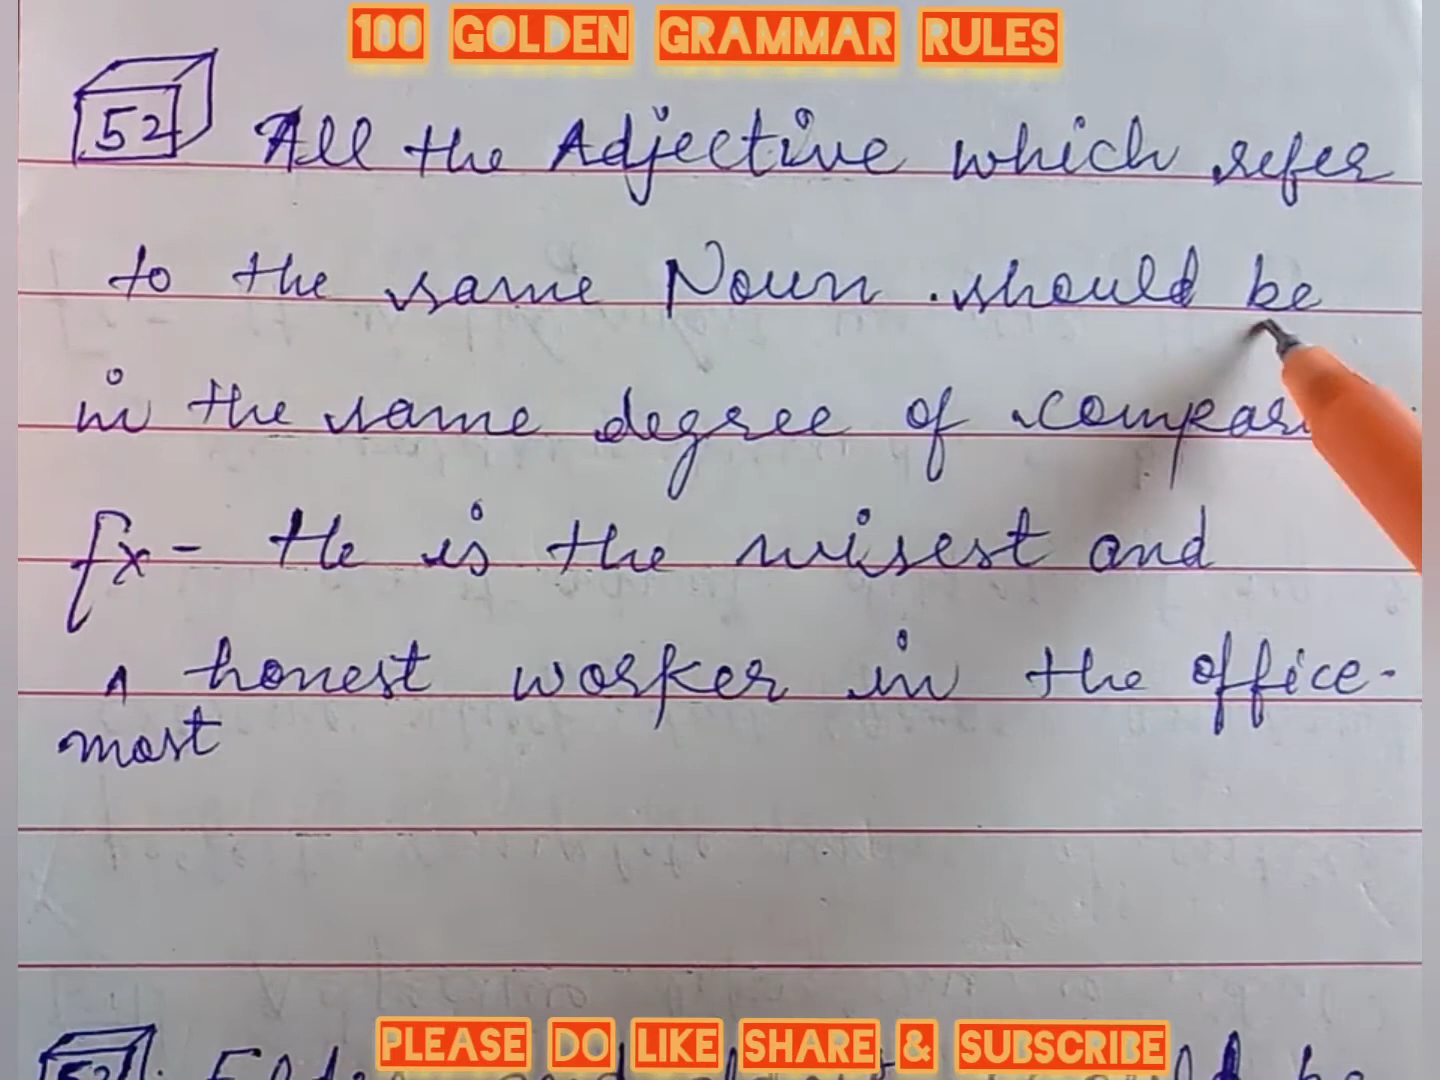 100 GOLDEN GRAMMAR RULES
52 All the Adjective which refer
to the same Noun should be
in the same degree of
Ex- He is the wisest and
^ honest worker in the office.
most
PLEASE DO LIKE SHARE & SUBSCRIBE